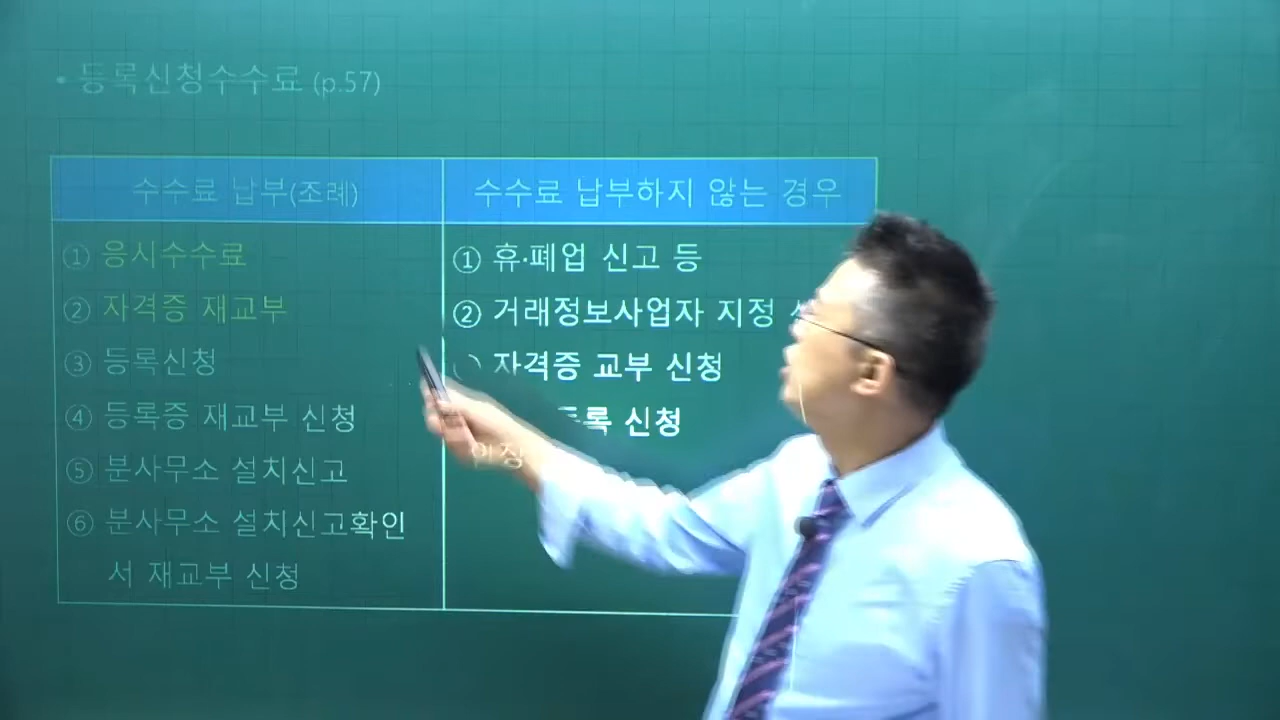 • 등록신청수수료 (p.57)
수수료 납부(조례)
① 응시수수료
② 자격증 재교부
③ 등록신청
④ 등록증 재교부 신청
⑤ 분사무소 설치신고
⑥ 분사무소 설치신고확인
서 재교부 신청
수수료 납부하지 않는 경우
① 휴·폐업 신고 등
② 거래정보사업자 지정
자격증 교부 신청
신청